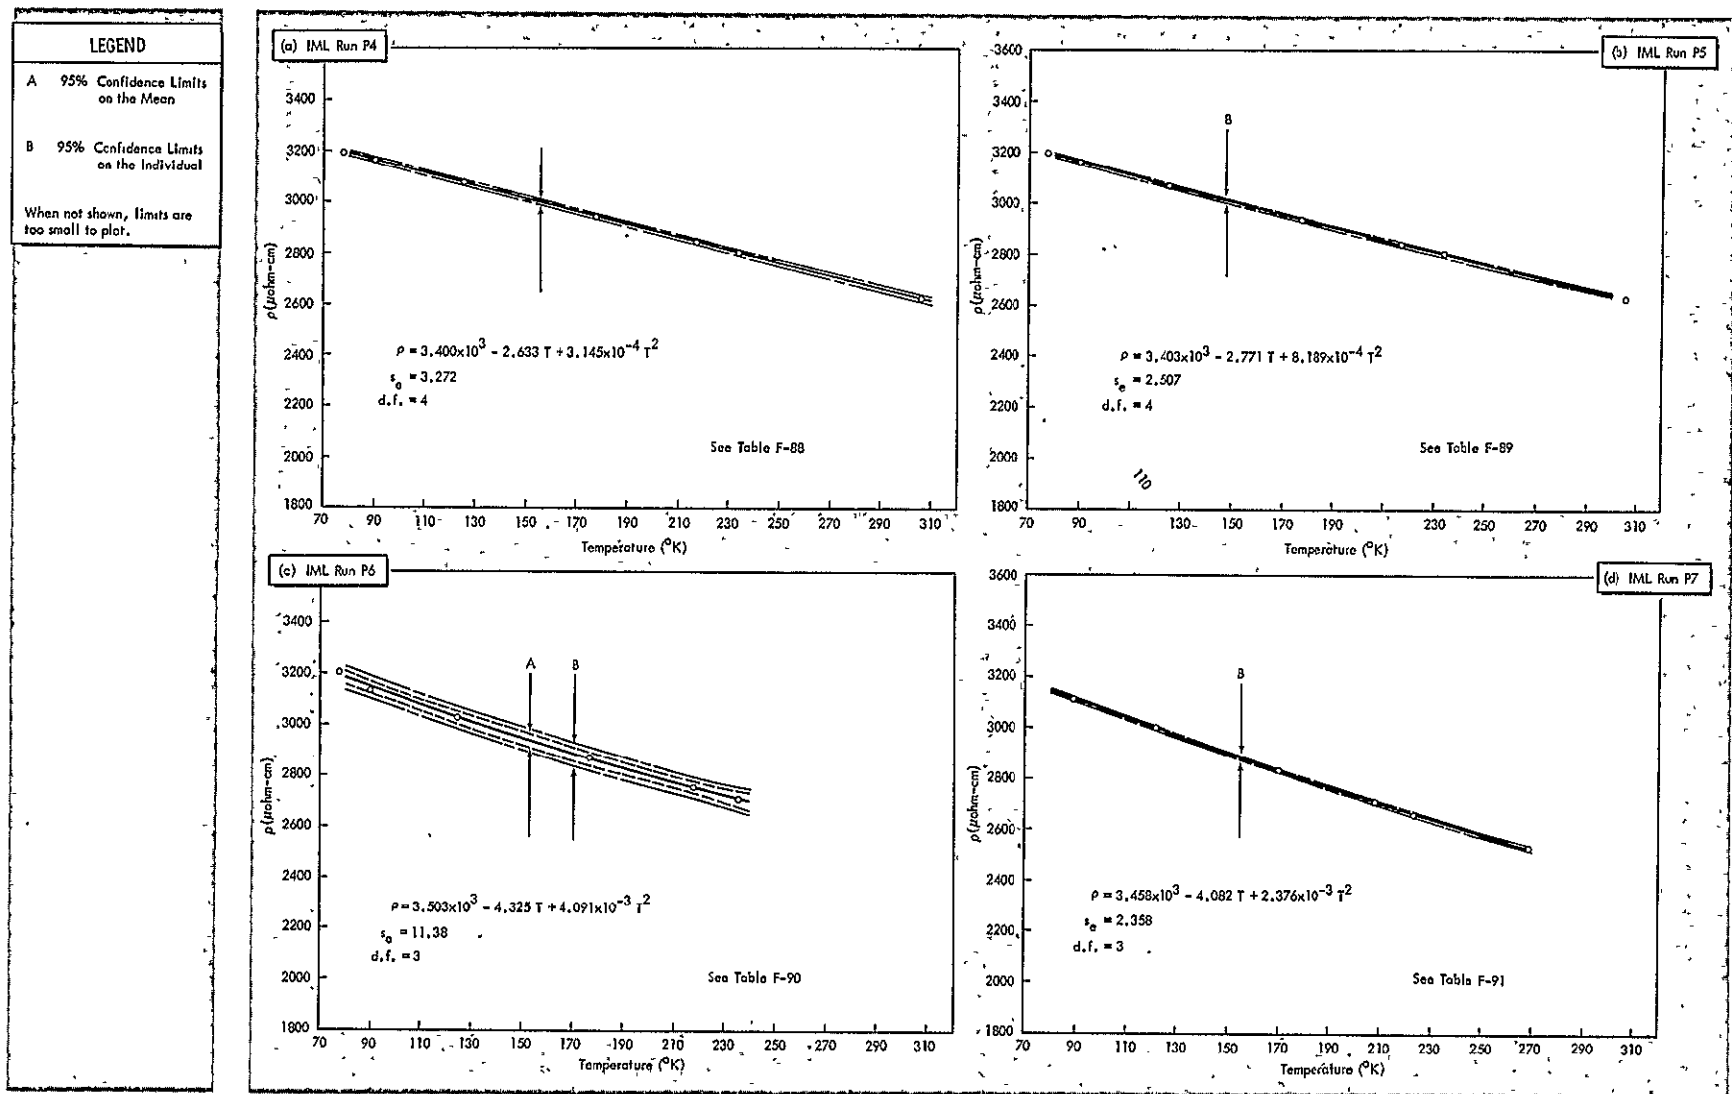 LEGEND
A 95% Confidence Limits
on the Mean
B 95% Confidence Limits
on the Individual
When not shown, limits are
too small to plot.
(a) IML Run P4
3400
3200
3000
2800
2600
2400
2200
2000
1800
ρ(μohm-cm)
ρ = 3.400x10³ - 2.633 T + 3.145x10⁻⁴ T²
sₑ = 3.272
d.f. = 4
See Table F-88
70 90 110 130 150 170 190 210 230 250 270 290 310
Temperature (°K)
(b) IML Run P5
3600
3400
3200
3000
2800
2600
2400
2200
2000
1800
ρ(μohm-cm)
B
ρ = 3.403x10³ - 2.771 T + 8.189x10⁻⁴ T²
sₑ = 2.507
d.f. = 4
See Table F-89
110
70 90 110 130 150 170 190 210 230 250 270 290 310
Temperature (°K)
(c) IML Run P6
3400
3200
3000
2800
2600
2400
2200
2000
1800
ρ(μohm-cm)
A B
ρ = 3.503x10³ - 4.325 T + 4.091x10⁻³ T²
sₑ = 11.38
d.f. = 3
See Table F-90
70 90 110 130 150 170 190 210 230 250 270 290 310
Temperature (°K)
(d) IML Run P7
3600
3400
3200
3000
2800
2600
2400
2200
2000
1800
ρ(μohm-cm)
B
ρ = 3.458x10³ - 4.082 T + 2.376x10⁻³ T²
sₑ = 2.358
d.f. = 3
See Table F-91
70 90 110 130 150 170 190 210 230 250 270 290 310
Temperature (°K)